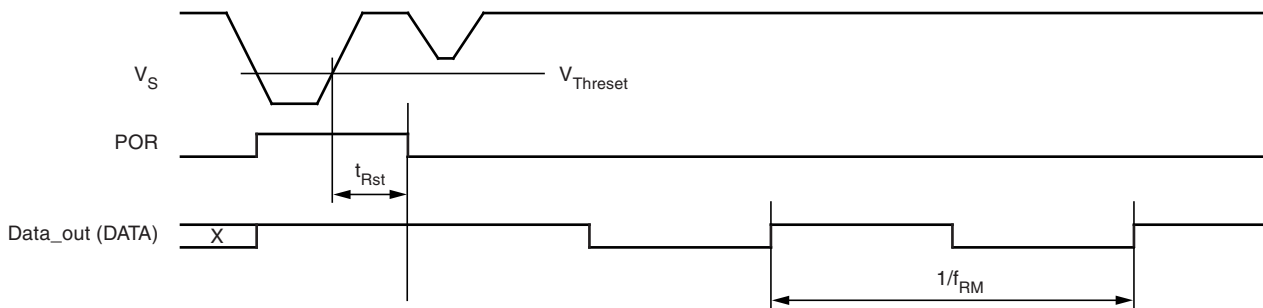 V_S
V_Threset
POR
t_Rst
Data_out (DATA)
X
1/f_RM